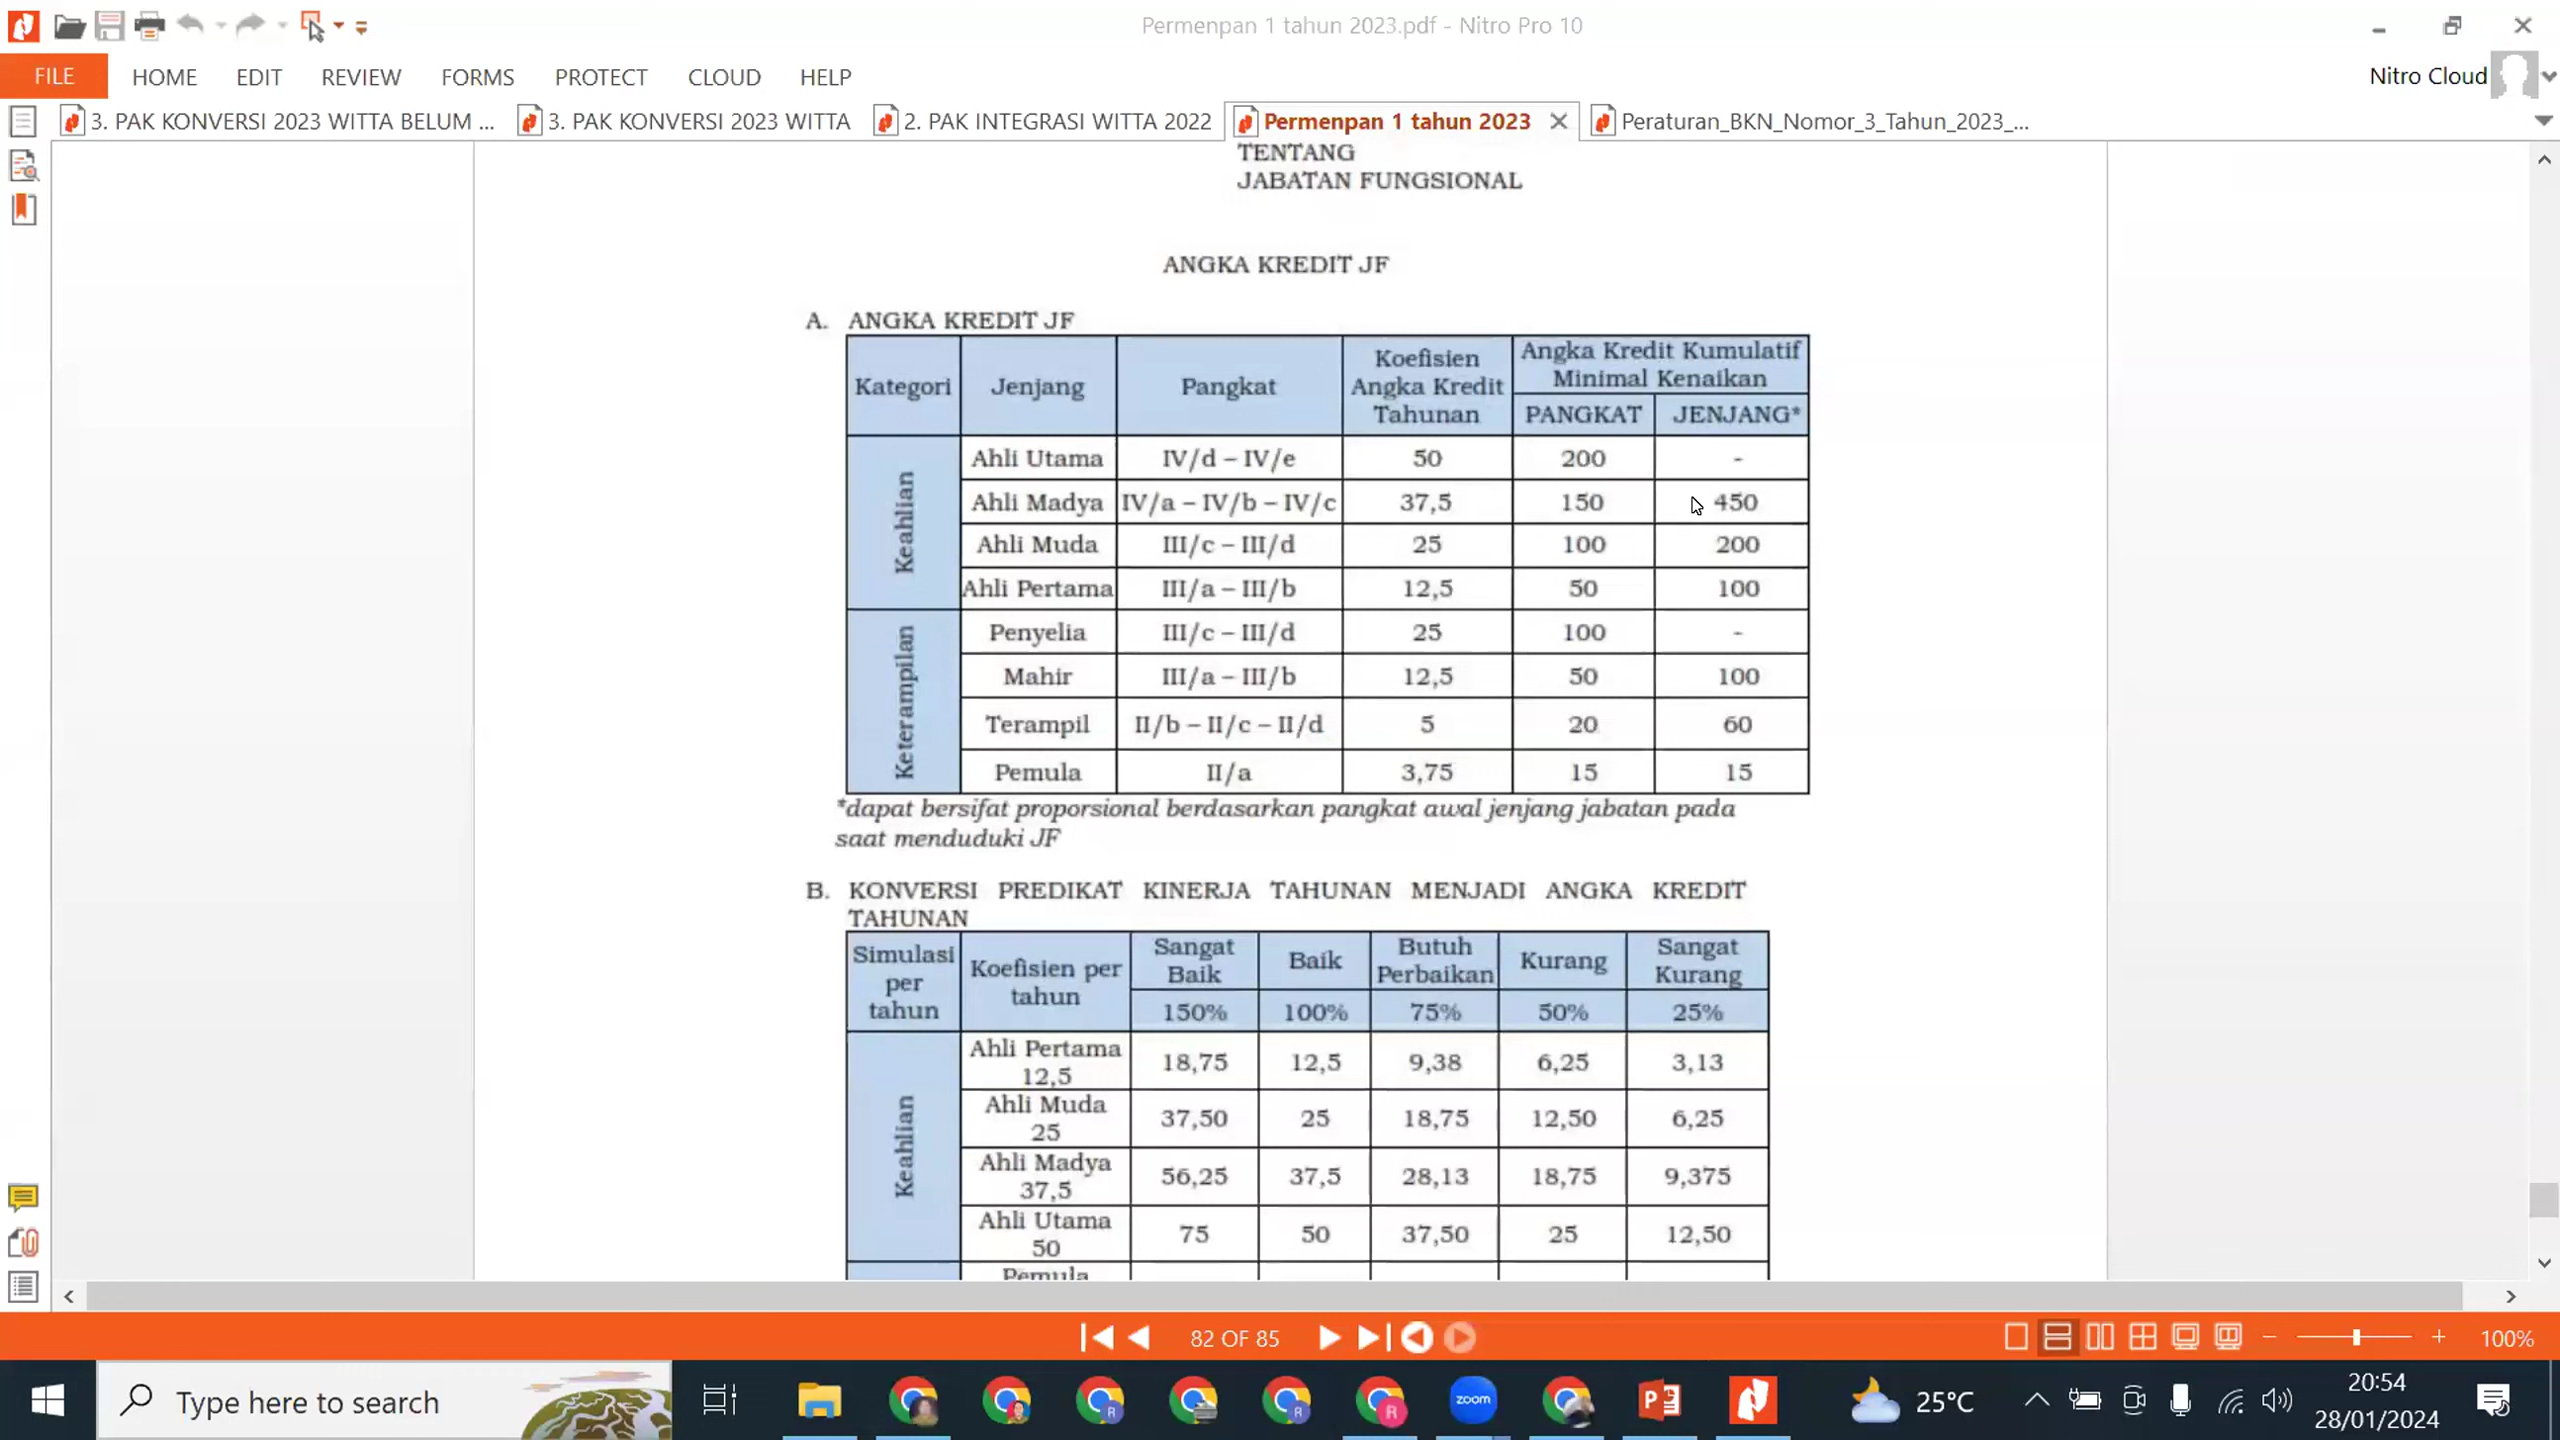 Permenpan 1 tahun 2023.pdf - Nitro Pro 10
FILE HOME EDIT REVIEW FORMS PROTECT CLOUD HELP Nitro Cloud
3. PAK KONVERSI 2023 WITTA BELUM ... 3. PAK KONVERSI 2023 WITTA 2. PAK INTEGRASI WITTA 2022 Permenpan 1 tahun 2023 Peraturan_BKN_Nomor_3_Tahun_2023_...
TENTANG
JABATAN FUNGSIONAL
ANGKA KREDIT JF
A. ANGKA KREDIT JF
Kategori Jenjang Pangkat Koefisien Angka Kredit Tahunan Angka Kredit Kumulatif Minimal Kenaikan
PANGKAT JENJANG*
Keahlian
Ahli Utama IV/d – IV/e 50 200 -
Ahli Madya IV/a – IV/b – IV/c 37,5 150 450
Ahli Muda III/c – III/d 25 100 200
Ahli Pertama III/a – III/b 12,5 50 100
Keterampilan
Penyelia III/c – III/d 25 100 -
Mahir III/a – III/b 12,5 50 100
Terampil II/b – II/c – II/d 5 20 60
Pemula II/a 3,75 15 15
*dapat bersifat proporsional berdasarkan pangkat awal jenjang jabatan pada
saat menduduki JF
B. KONVERSI PREDIKAT KINERJA TAHUNAN MENJADI ANGKA KREDIT
TAHUNAN
Simulasi per tahun Koefisien per tahun Sangat Baik Baik Butuh Perbaikan Kurang Sangat Kurang
150% 100% 75% 50% 25%
Keahlian
Ahli Pertama 12,5 18,75 12,5 9,38 6,25 3,13
Ahli Muda 25 37,50 25 18,75 12,50 6,25
Ahli Madya 37,5 56,25 37,5 28,13 18,75 9,375
Ahli Utama 50 75 50 37,50 25 12,50
Pemula
82 OF 85
100%
Type here to search
zoom
R
R
R
25°C
20:54
28/01/2024